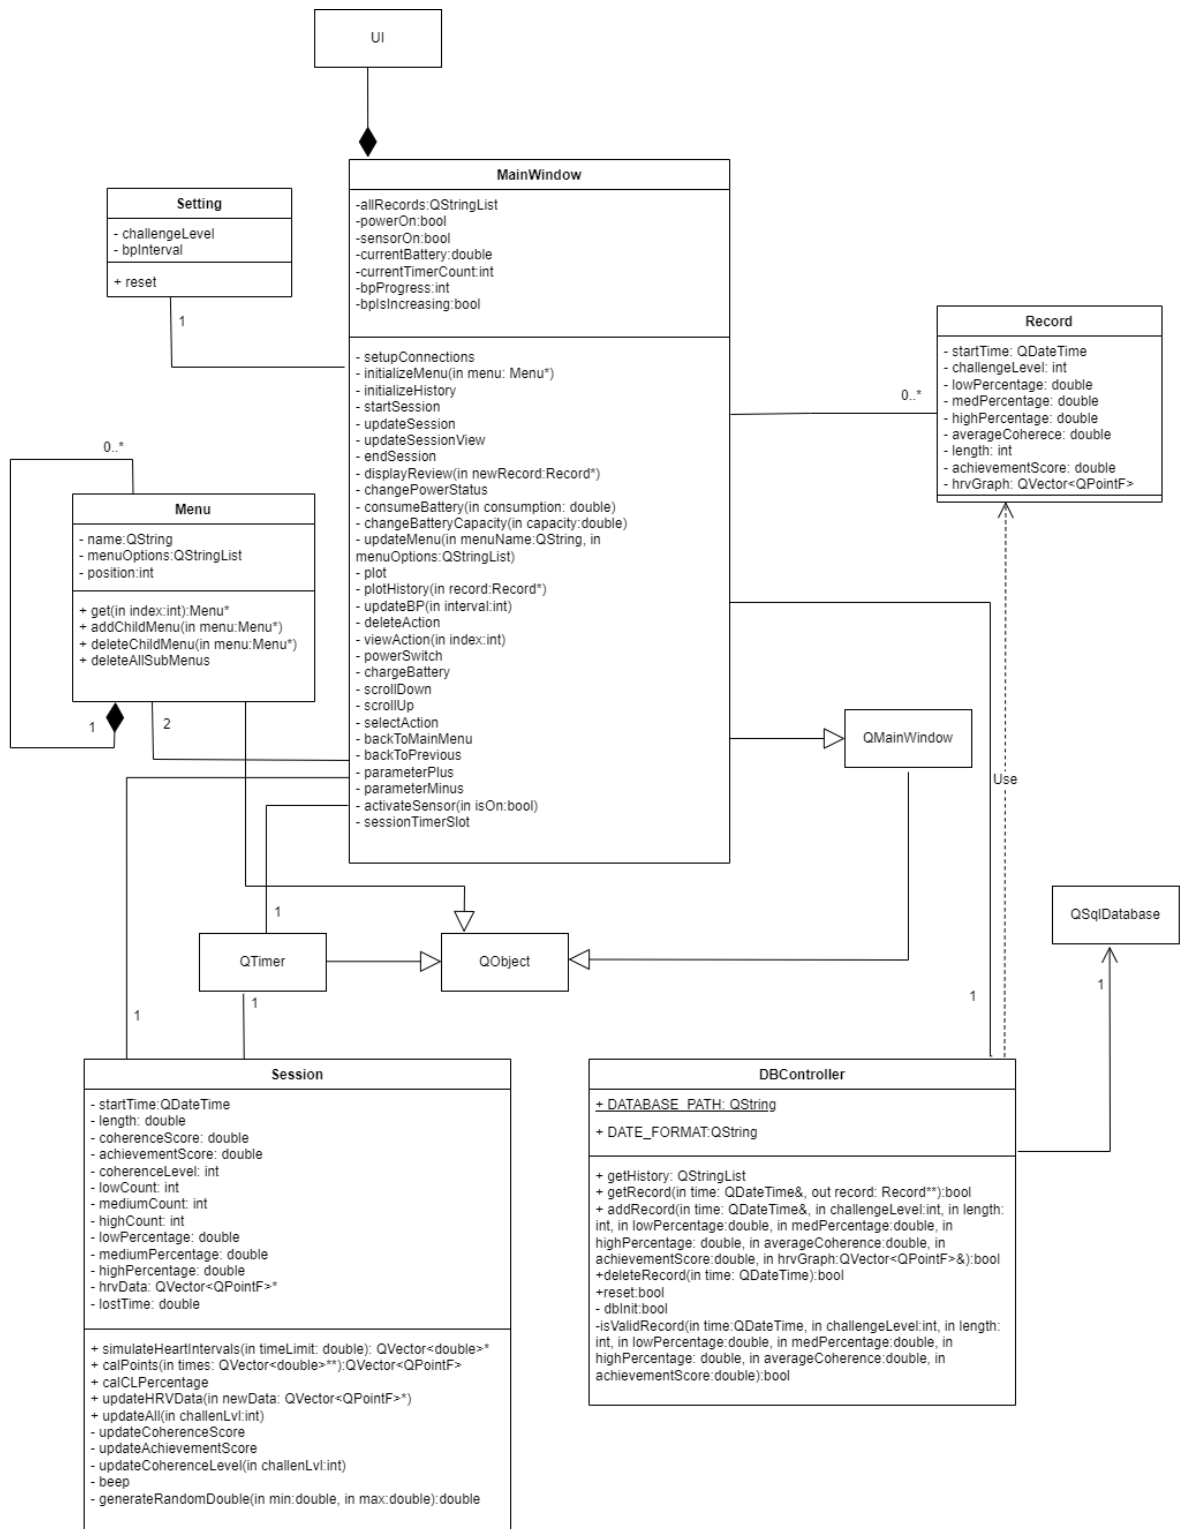 UI
MainWindow
-allRecords:QStringList
-powerOn:bool
-sensorOn:bool
-currentBattery:double
-currentTimerCount:int
-bpProgress:int
-bpIsIncreasing:bool
- setupConnections
- initializeMenu(in menu: Menu*)
- initializeHistory
- startSession
- updateSession
- updateSessionView
- endSession
- displayReview(in newRecord:Record*)
- changePowerStatus
- consumeBattery(in consumption: double)
- changeBatteryCapacity(in capacity:double)
- updateMenu(in menuName:QString, in
menuOptions:QStringList)
- plot
- plotHistory(in record:Record*)
- updateBP(in interval:int)
- deleteAction
- viewAction(in index:int)
- powerSwitch
- chargeBattery
- scrollDown
- scrollUp
- selectAction
- backToMainMenu
- backToPrevious
- parameterPlus
- parameterMinus
- activateSensor(in isOn:bool)
- sessionTimerSlot
Setting
- challengeLevel
- bpInterval
+ reset
1
Record
- startTime: QDateTime
- challengeLevel: int
- lowPercentage: double
- medPercentage: double
- highPercentage: double
- averageCoherece: double
- length: int
- achievementScore: double
- hrvGraph: QVector<QPointF>
0..*
0..*
Menu
- name:QString
- menuOptions:QStringList
- position:int
+ get(in index:int):Menu*
+ addChildMenu(in menu:Menu*)
+ deleteChildMenu(in menu:Menu*)
+ deleteAllSubMenus
1
2
QMainWindow
Use
QSqlDatabase
1
1
QTimer
QObject
1
1
1
Session
- startTime:QDateTime
- length: double
- coherenceScore: double
- achievementScore: double
- coherenceLevel: int
- lowCount: int
- mediumCount: int
- highCount: int
- lowPercentage: double
- mediumPercentage: double
- highPercentage: double
- hrvData: QVector<QPointF>*
- lostTime: double
+ simulateHeartIntervals(in timeLimit: double): QVector<double>*
+ calPoints(in times: QVector<double>**):QVector<QPointF>
+ calCLPercentage
+ updateHRVData(in newData: QVector<QPointF>*)
+ updateAll(in challenLvl:int)
- updateCoherenceScore
- updateAchievementScore
- updateCoherenceLevel(in challenLvl:int)
- beep
- generateRandomDouble(in min:double, in max:double):double
DBController
+ DATABASE_PATH: QString
+ DATE_FORMAT:QString
+ getHistory: QStringList
+ getRecord(in time: QDateTime&, out record: Record**):bool
+ addRecord(in time: QDateTime&, in challengeLevel:int, in length:
int, in lowPercentage:double, in medPercentage:double, in
highPercentage: double, in averageCoherence:double, in
achievementScore:double, in hrvGraph:QVector<QPointF>&):bool
+deleteRecord(in time: QDateTime):bool
+reset:bool
- dbInit:bool
-isValidRecord(in time:QDateTime, in challengeLevel:int, in length:
int, in lowPercentage:double, in medPercentage:double, in
highPercentage: double, in averageCoherence:double, in
achievementScore:double):bool